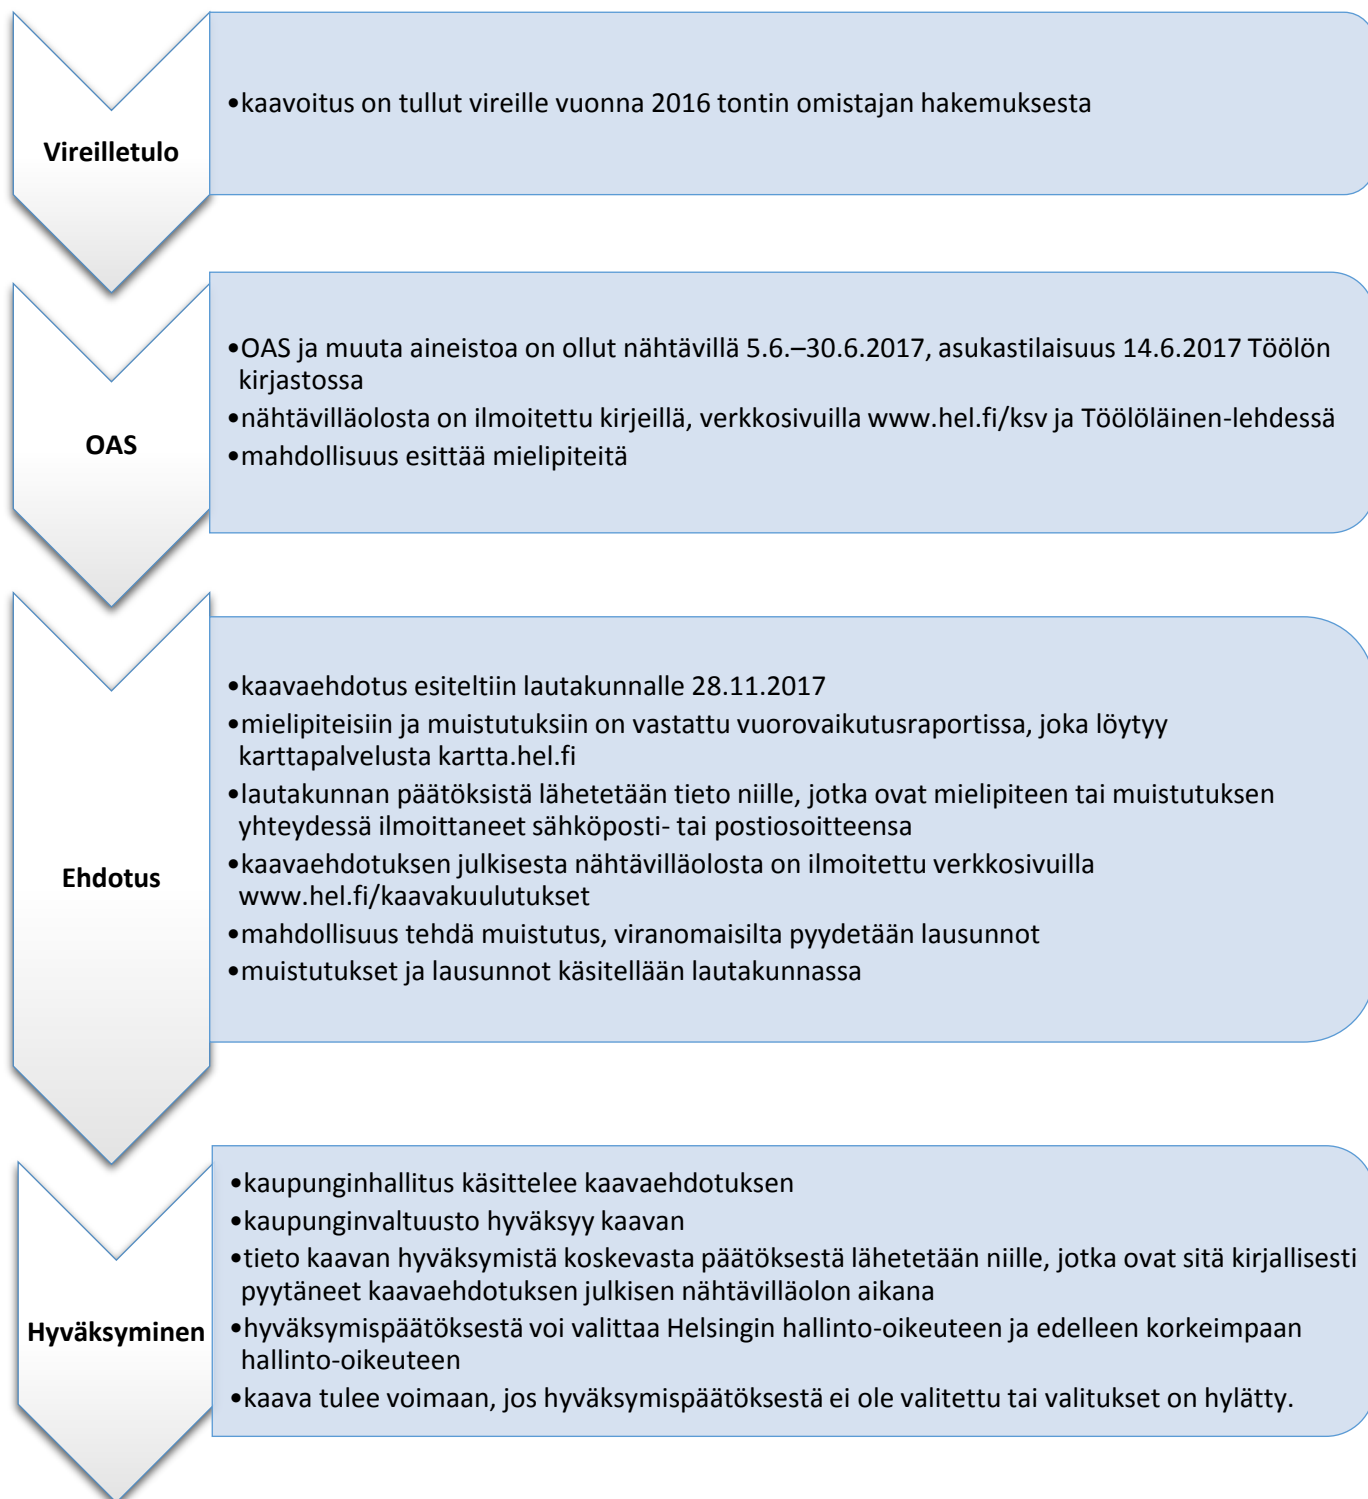 Vireilletulo
•kaavoitus on tullut vireille vuonna 2016 tontin omistajan hakemuksesta
OAS
•OAS ja muuta aineistoa on ollut nähtävillä 5.6.–30.6.2017, asukastilaisuus 14.6.2017 Töölön
kirjastossa
•nähtävilläolosta on ilmoitettu kirjeillä, verkkosivuilla www.hel.fi/ksv ja Töölöläinen-lehdessä
•mahdollisuus esittää mielipiteitä
Ehdotus
•kaavaehdotus esiteltiin lautakunnalle 28.11.2017
•mielipiteisiin ja muistutuksiin on vastattu vuorovaikutusraportissa, joka löytyy
karttapalvelusta kartta.hel.fi
•lautakunnan päätöksistä lähetetään tieto niille, jotka ovat mielipiteen tai muistutuksen
yhteydessä ilmoittaneet sähköposti- tai postiosoitteensa
•kaavaehdotuksen julkisesta nähtävilläolosta on ilmoitettu verkkosivuilla
www.hel.fi/kaavakuulutukset
•mahdollisuus tehdä muistutus, viranomaisilta pyydetään lausunnot
•muistutukset ja lausunnot käsitellään lautakunnassa
Hyväksyminen
•kaupunginhallitus käsittelee kaavaehdotuksen
•kaupunginvaltuusto hyväksyy kaavan
•tieto kaavan hyväksymistä koskevasta päätöksestä lähetetään niille, jotka ovat sitä kirjallisesti
pyytäneet kaavaehdotuksen julkisen nähtävilläolon aikana
•hyväksymispäätöksestä voi valittaa Helsingin hallinto-oikeuteen ja edelleen korkeimpaan
hallinto-oikeuteen
•kaava tulee voimaan, jos hyväksymispäätöksestä ei ole valitettu tai valitukset on hylätty.